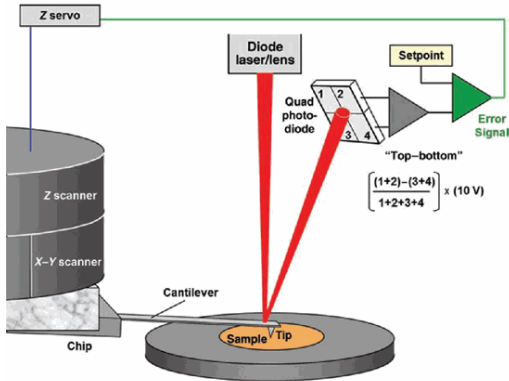 Z servo
Diode
laser/lens
Setpoint
1 2
3 4
Quad
photo-
diode
Error
Signal
“Top–bottom”
(1+2)–(3+4)
1+2+3+4
x (10 V)
Z scanner
X–Y scanner
Cantilever
Chip
Sample
Tip